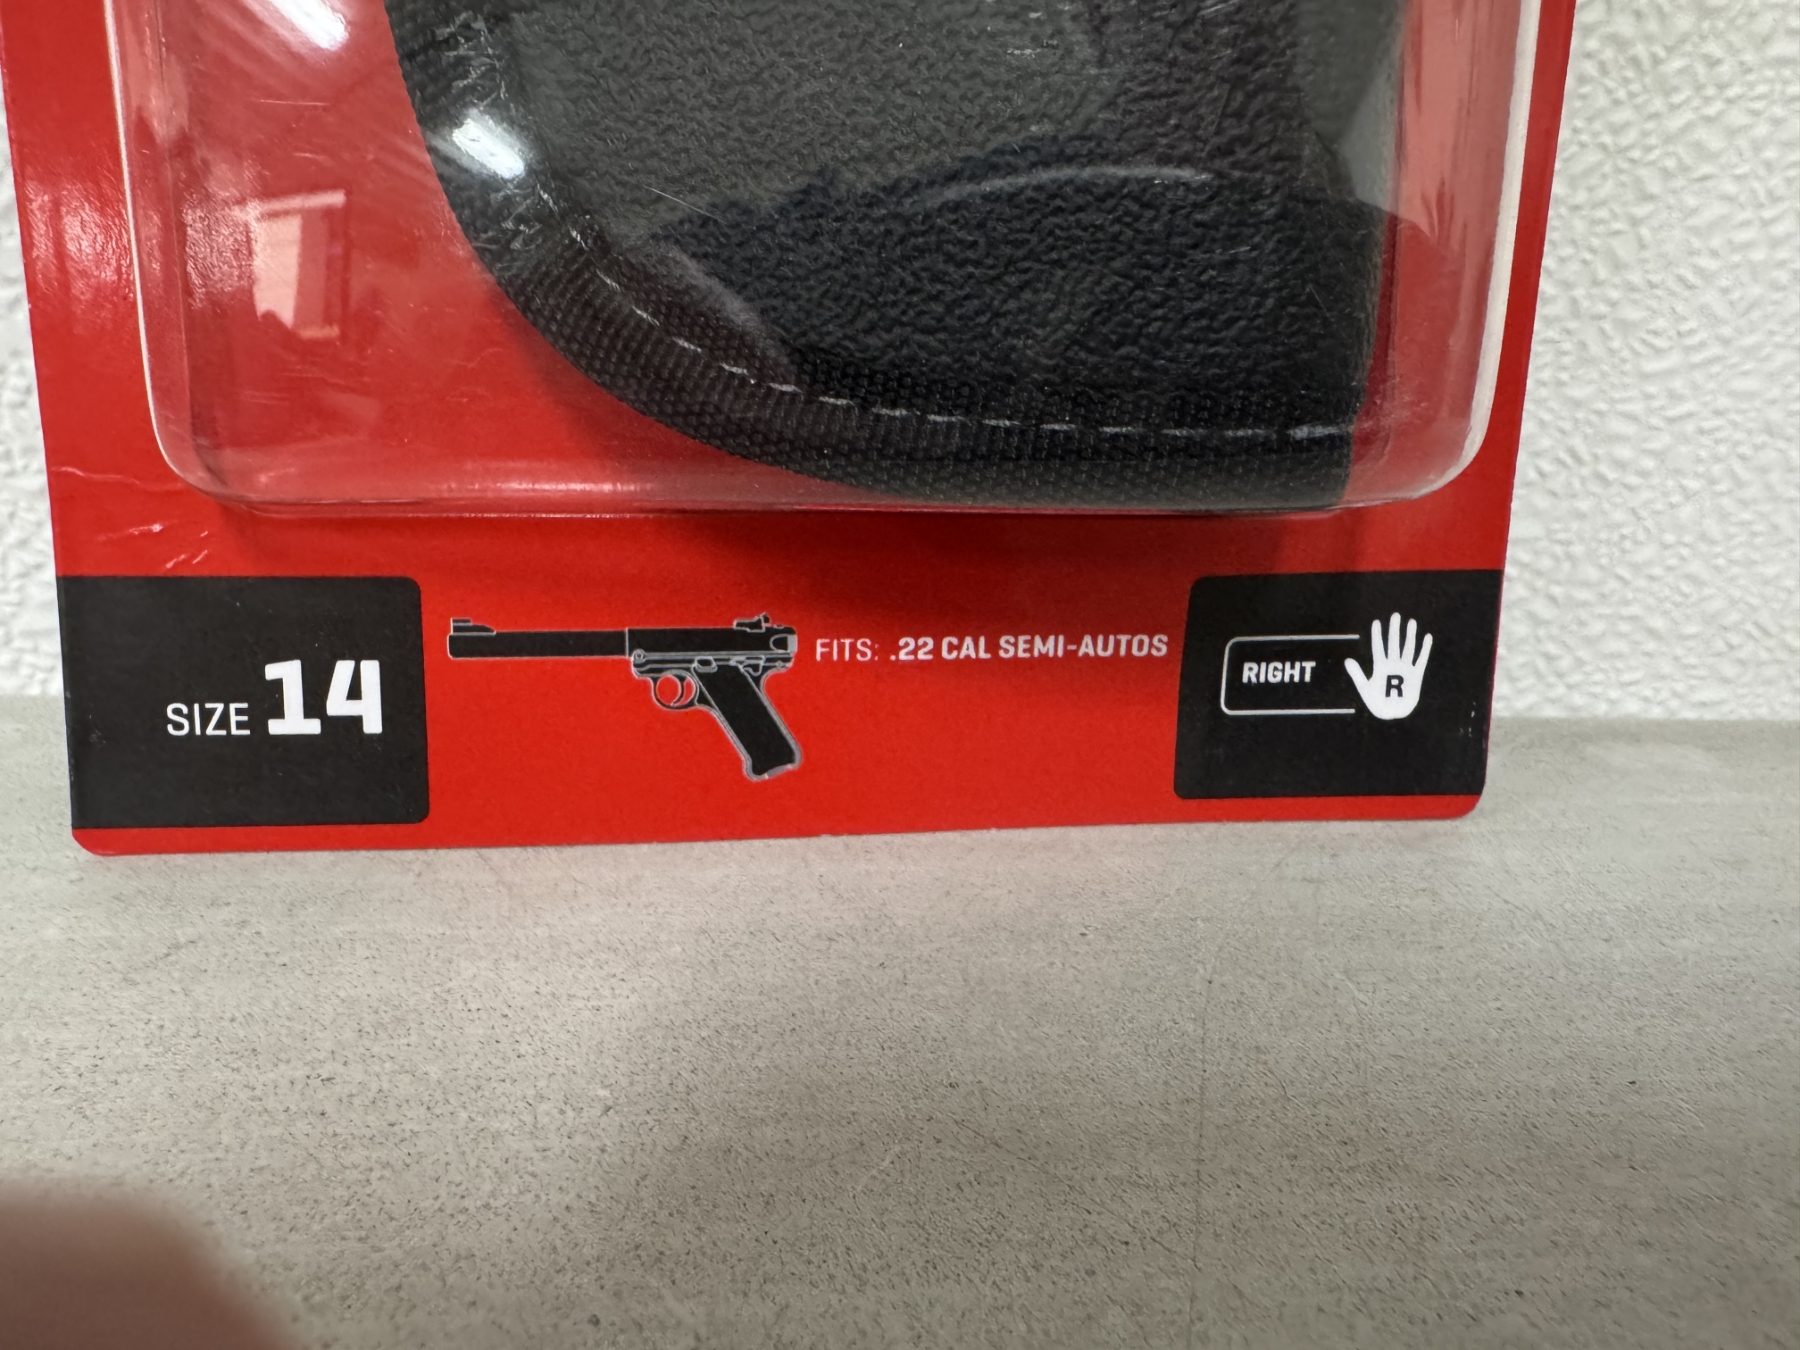 SIZE 14
FITS: .22 CAL SEMI-AUTOS
RIGHT
R